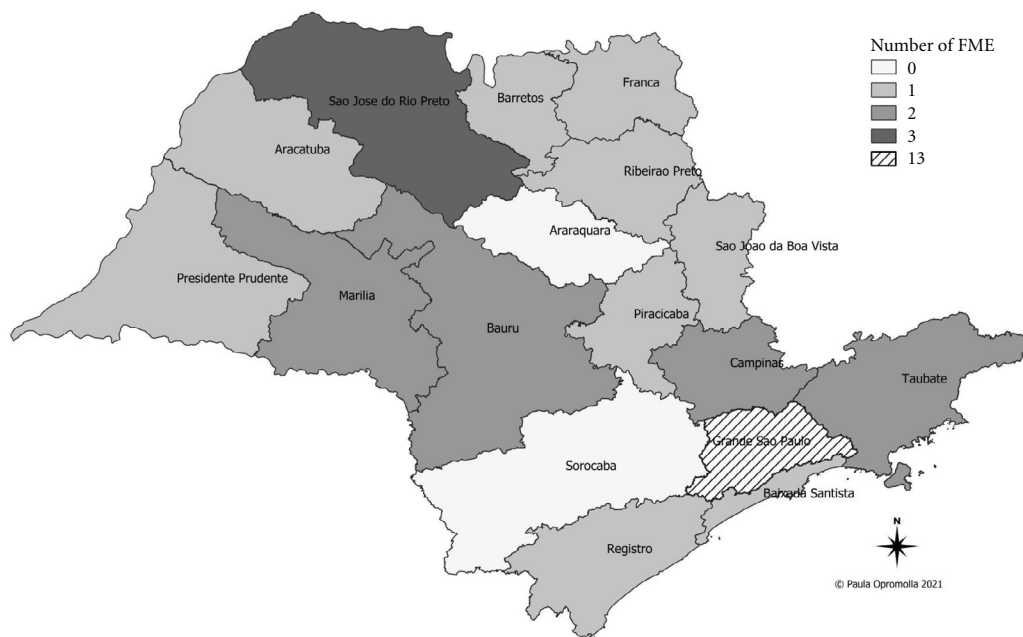 Number of FME
0
1
2
3
13
Sao Jose do Rio Preto
Barretos
Franca
Aracatuba
Ribeirao Preto
Araraquara
Sao Joao da Boa Vista
Presidente Prudente
Marilia
Bauru
Piracicaba
Campinas
Taubate
Grande Sao Paulo
Sorocaba
Baixada Santista
Registro
N
© Paula Opromolla 2021